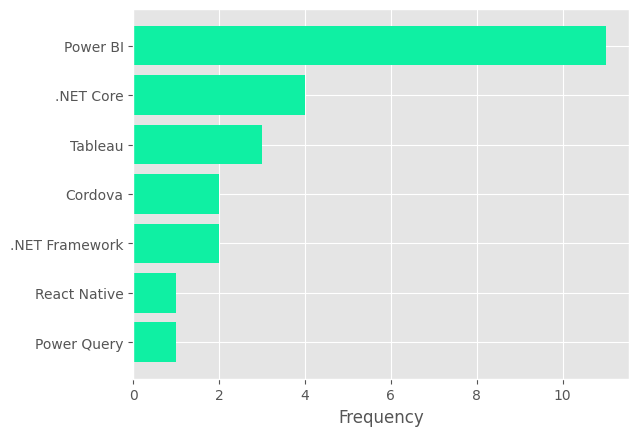 Power BI
.NET Core
Tableau
Cordova
.NET Framework
React Native
Power Query
0 2 4 6 8 10
Frequency